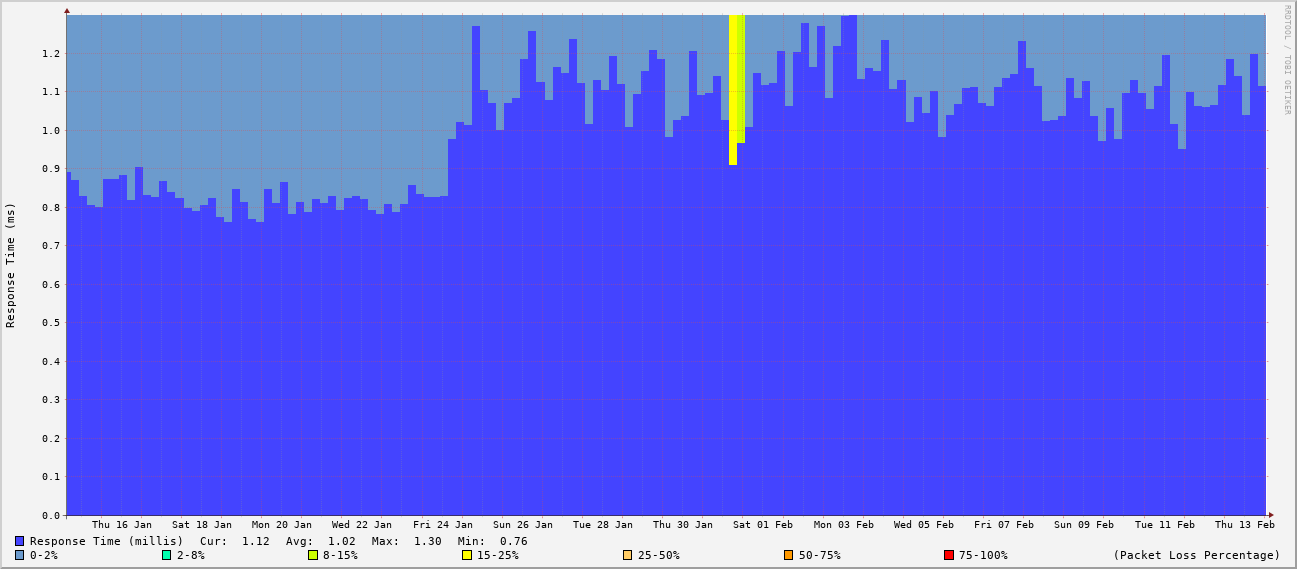 RRDTOOL / TOBI OETIKER
Response Time (ms)
1.2
1.1
1.0
0.9
0.8
0.7
0.6
0.5
0.4
0.3
0.2
0.1
0.0
Thu 16 Jan Sat 18 Jan Mon 20 Jan Wed 22 Jan Fri 24 Jan Sun 26 Jan Tue 28 Jan Thu 30 Jan Sat 01 Feb Mon 03 Feb Wed 05 Feb Fri 07 Feb Sun 09 Feb Tue 11 Feb Thu 13 Feb
Response Time (millis) Cur: 1.12 Avg: 1.02 Max: 1.30 Min: 0.76
0-2% 2-8% 8-15% 15-25% 25-50% 50-75% 75-100% (Packet Loss Percentage)